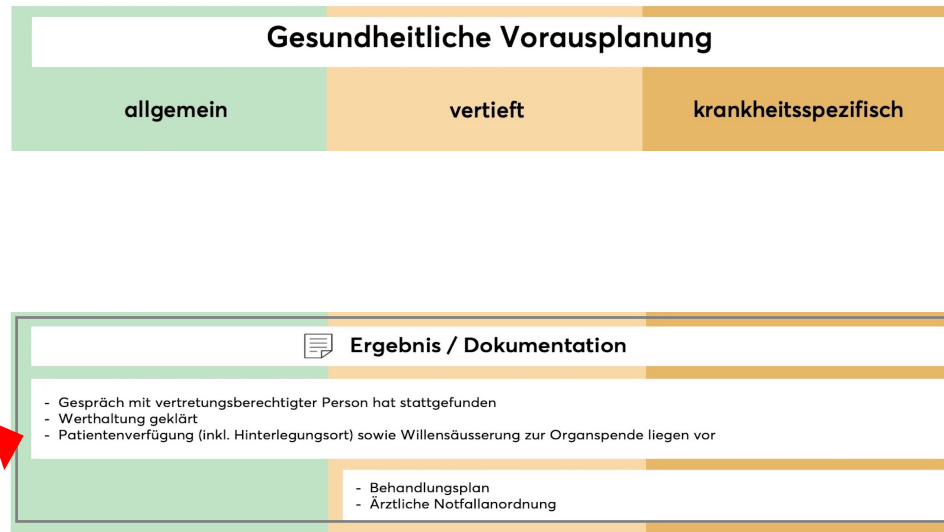 Gesundheitliche Vorausplanung
allgemein
vertieft
krankheitsspezifisch
Ergebnis / Dokumentation
- Gespräch mit vertretungsberechtigter Person hat stattgefunden
- Werthaltung geklärt
- Patientenverfügung (inkl. Hinterlegungsort) sowie Willensäusserung zur Organspende liegen vor
- Behandlungsplan
- Ärztliche Notfallanordnung